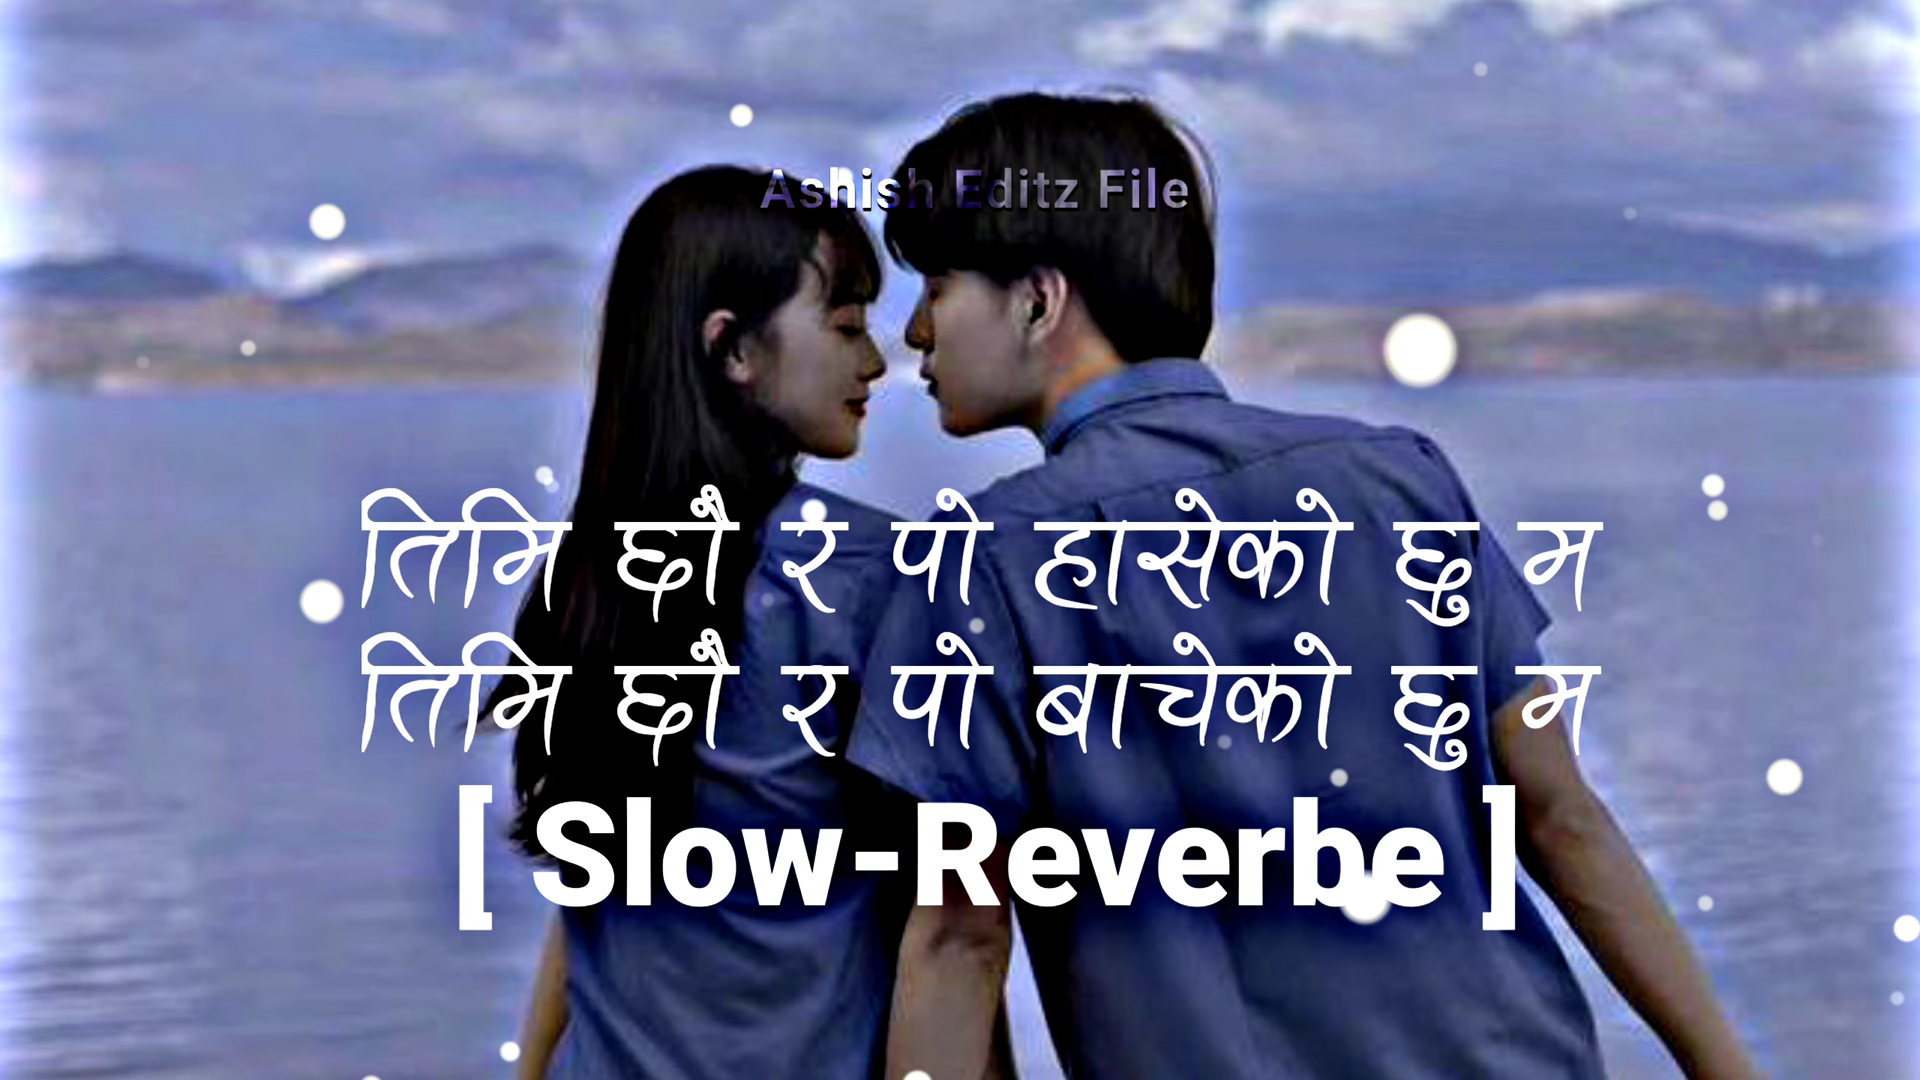 Ashish Editz File
तिमि छौ र पो हासेको छु म
तिमि छौ र पो बाचेको छु म
[ Slow-Reverbe ]